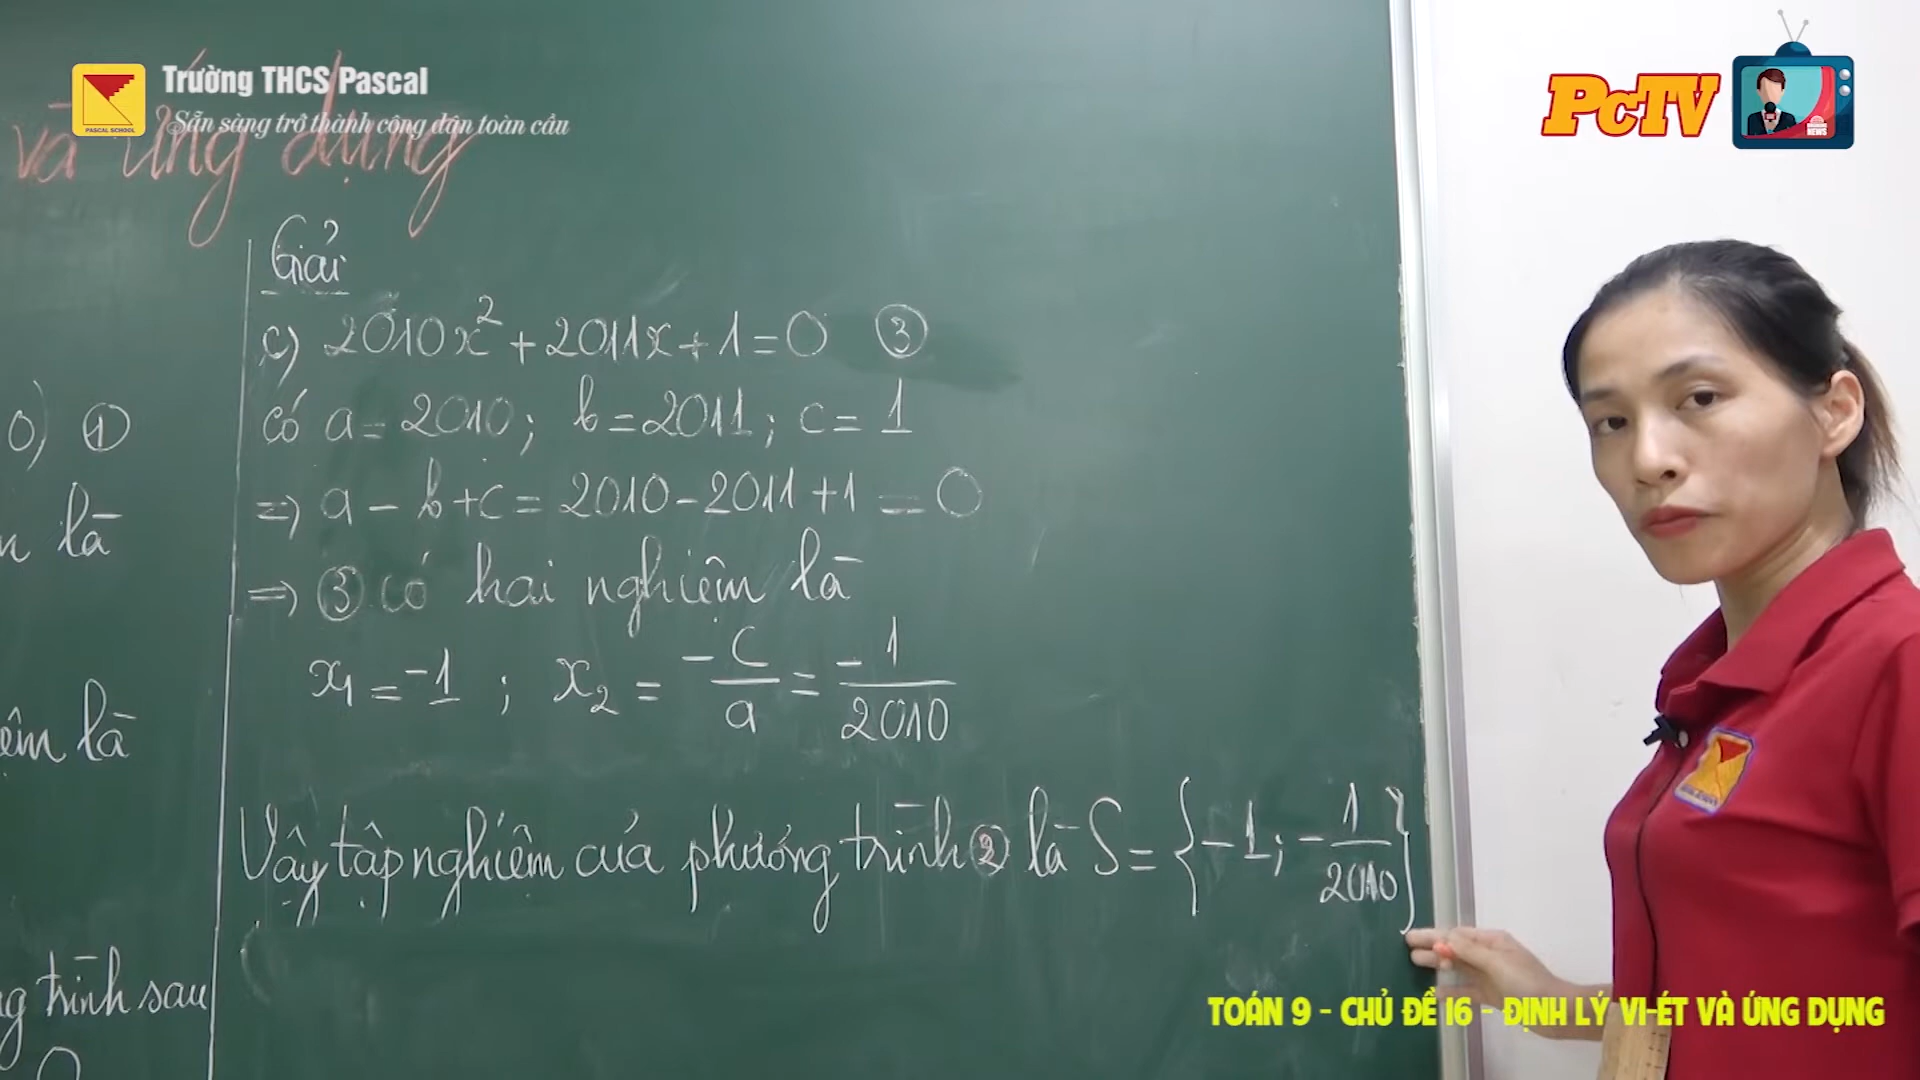 Trường THCS Pascal
Sẵn sàng trở thành công dân toàn cầu
PASCAL SCHOOL
PcTV
NEWS
và ứng dụng
Giải
c) 2010x² + 2011x + 1 = 0 ③
có a = 2010; b = 2011; c = 1
=> a - b + c = 2010 - 2011 + 1 = 0
=> ③ có hai nghiệm là
x₁ = -1 ; x₂ = -c/a = -1/2010
Vậy tập nghiệm của phương trình ② là S = {-1; -1/2010}
0) ①
là
là
trình sau
TOÁN 9 - CHỦ ĐỀ 16 - ĐỊNH LÝ VI-ÉT VÀ ỨNG DỤNG